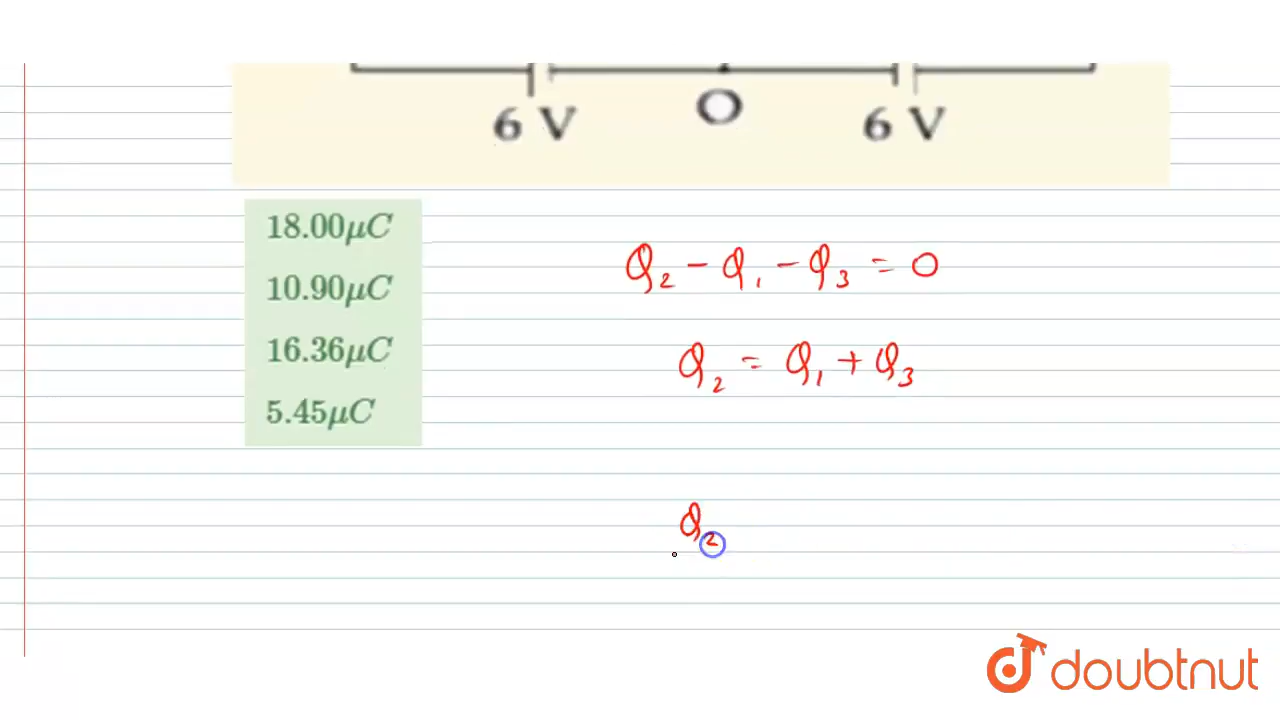 6 V O 6 V
18.00μC
10.90μC
16.36μC
5.45μC
Q₂ - Q₁ - Q₃ = 0
Q₂ = Q₁ + Q₃
Q₂
doubtnut